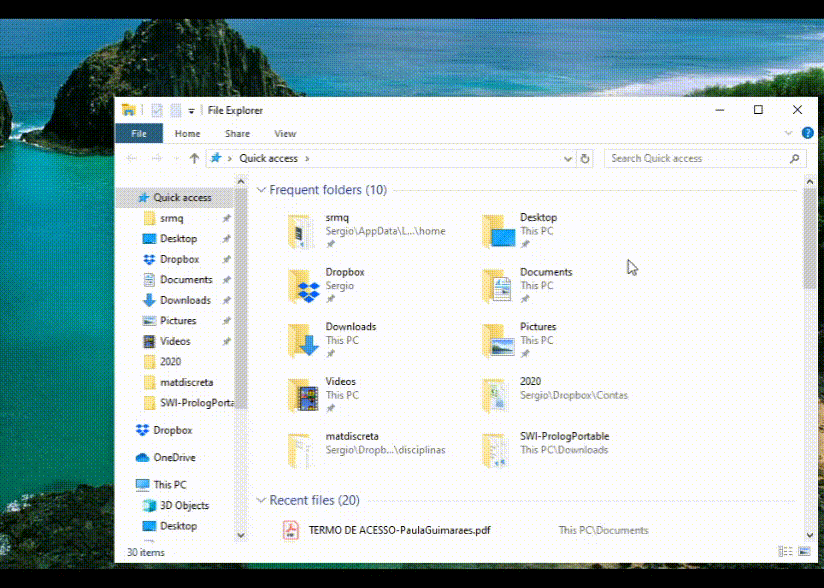 File Explorer
File Home Share View
Quick access
Search Quick access
Quick access
srmq
Desktop
Dropbox
Documents
Downloads
Pictures
Videos
2020
matdiscreta
SWI-PrologPorta
Dropbox
OneDrive
This PC
3D Objects
Desktop
Frequent folders (10)
srmq
Sergio\AppData\L...\home
Desktop
This PC
Dropbox
Sergio
Documents
This PC
Downloads
This PC
Pictures
This PC
Videos
This PC
2020
Sergio\Dropbox\Contas
matdiscreta
Sergio\Dropb...\disciplinas
SWI-PrologPortable
This PC\Downloads
Recent files (20)
TERMO DE ACESSO-PaulaGuimaraes.pdf This PC\Documents
30 items